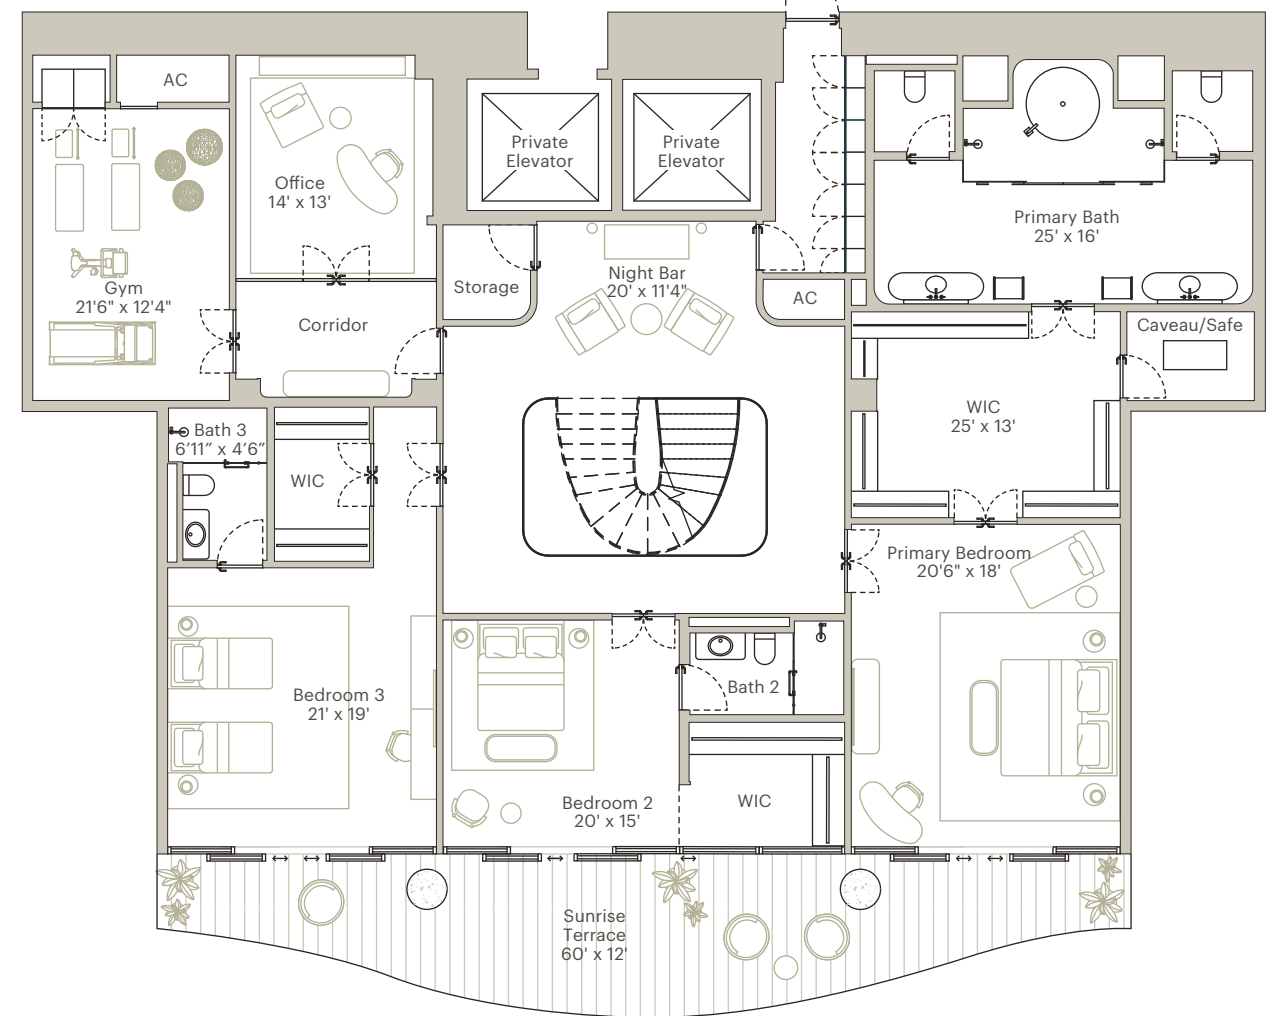 AC
Office
14' x 13'
Private
Elevator
Private
Elevator
Primary Bath
25' x 16'
Gym
21'6" x 12'4"
Storage
Night Bar
20' x 11'4"
AC
Corridor
Caveau/Safe
WIC
25' x 13'
Bath 3
6’11” x 4’6”
WIC
Primary Bedroom
20'6" x 18'
Bedroom 3
21' x 19'
Bath 2
Bedroom 2
20' x 15'
WIC
Sunrise
Terrace
60' x 12'